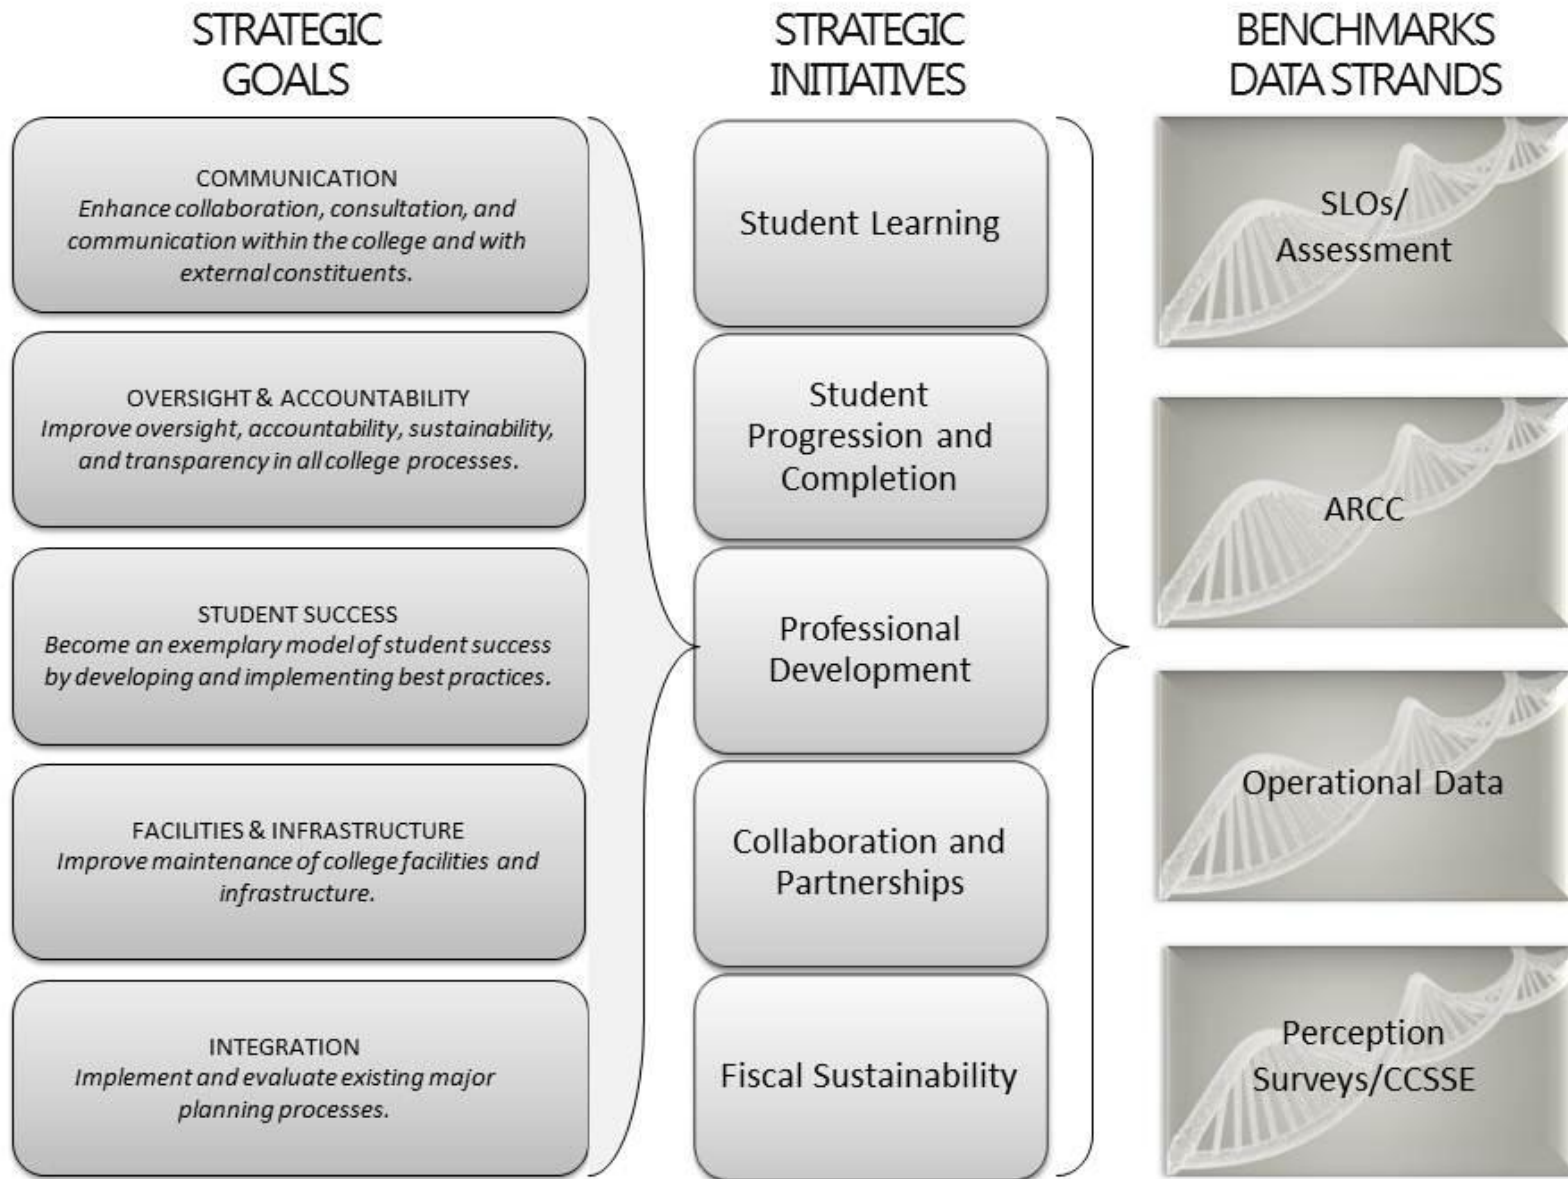 STRATEGIC
GOALS
COMMUNICATION
Enhance collaboration, consultation, and
communication within the college and with
external constituents.
OVERSIGHT & ACCOUNTABILITY
Improve oversight, accountability, sustainability,
and transparency in all college processes.
STUDENT SUCCESS
Become an exemplary model of student success
by developing and implementing best practices.
FACILITIES & INFRASTRUCTURE
Improve maintenance of college facilities and
infrastructure.
INTEGRATION
Implement and evaluate existing major
planning processes.
STRATEGIC
INITIATIVES
Student Learning
Student
Progression and
Completion
Professional
Development
Collaboration and
Partnerships
Fiscal Sustainability
BENCHMARKS
DATA STRANDS
SLOs/
Assessment
ARCC
Operational Data
Perception
Surveys/CCSSE